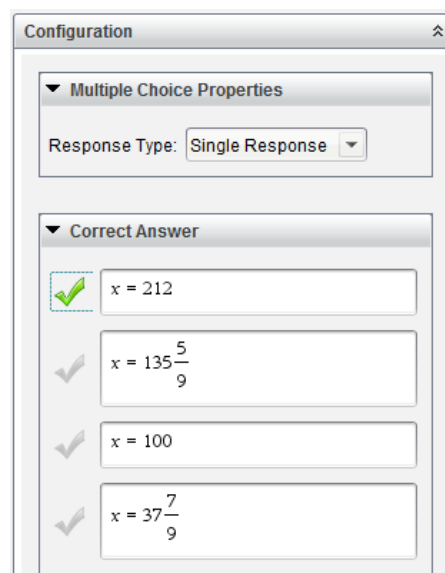 Configuration
Multiple Choice Properties
Response Type: Single Response
Correct Answer
x = 212
x = 135 5/9
x = 100
x = 37 7/9